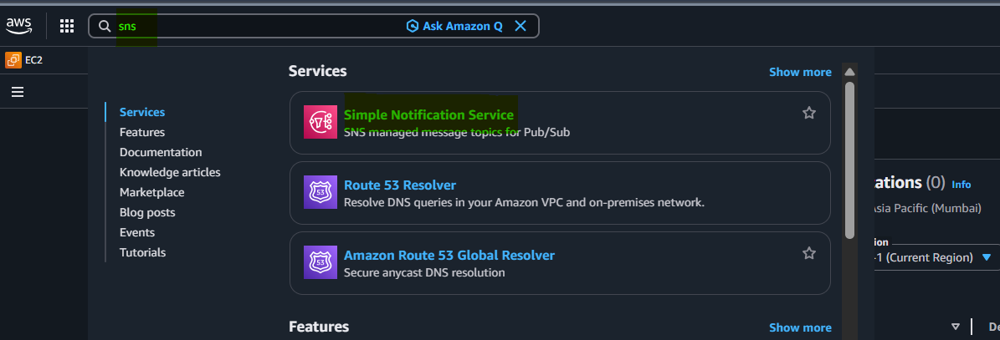 aws
sns
Ask Amazon Q
EC2
Services
Features
Documentation
Knowledge articles
Marketplace
Blog posts
Events
Tutorials
Services
Show more
Simple Notification Service
SNS managed message topics for Pub/Sub
53
Route 53 Resolver
Resolve DNS queries in your Amazon VPC and on-premises network.
53
Amazon Route 53 Global Resolver
Secure anycast DNS resolution
Features
Show more
ations (0) Info
Asia Pacific (Mumbai)
ion
-1 (Current Region)
De